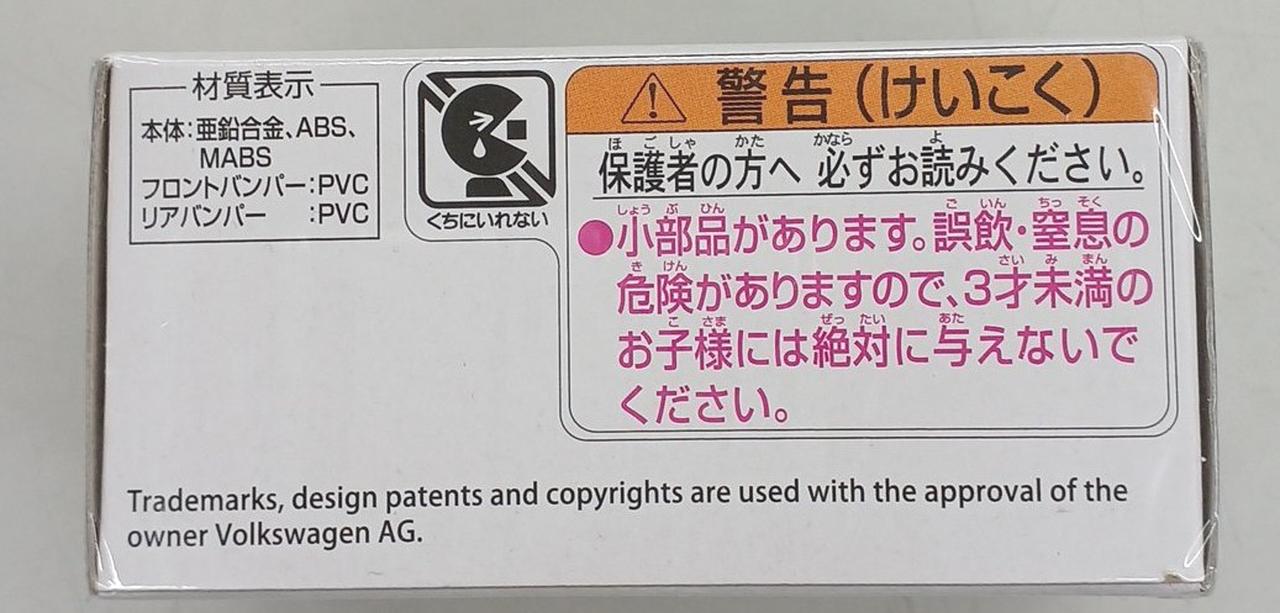 材質表示
本体:亜鉛合金、ABS、
MABS
フロントバンパー:PVC
リアバンパー :PVC
くちにいれない
警告(けいこく)
ほごしゃ かた かなら よ
保護者の方へ 必ずお読みください。
しょうぶひん ごいん ちっそく
●小部品があります。誤飲・窒息の
きけん さいみまん
危険がありますので、3才未満の
こさま ぜったい あた
お子様には絶対に与えないで
ください。
Trademarks, design patents and copyrights are used with the approval of the
owner Volkswagen AG.